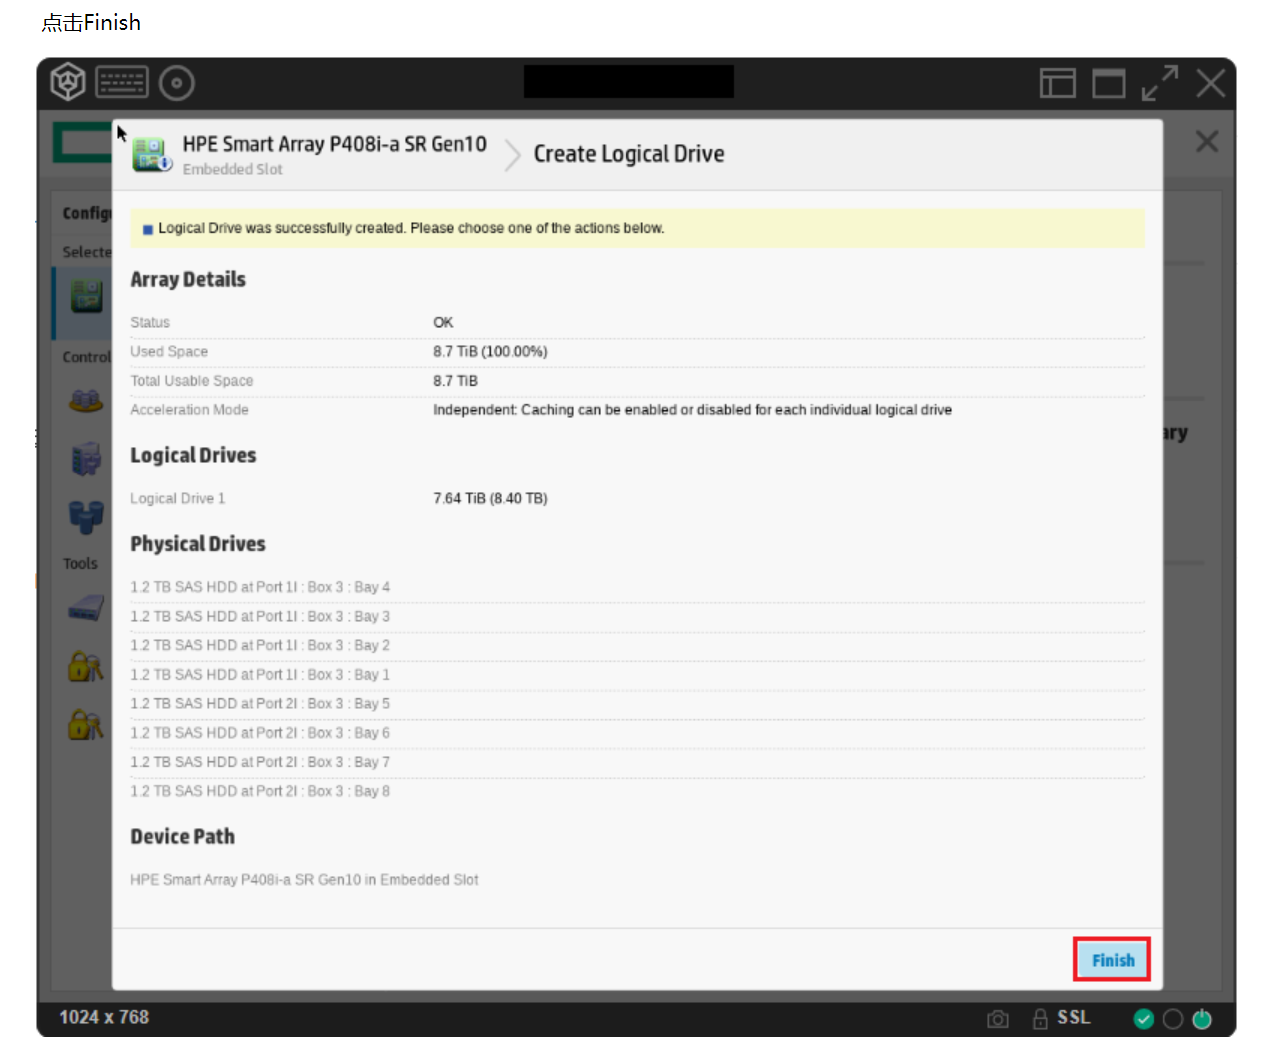 点击Finish
HPE Smart Array P408i-a SR Gen10
Embedded Slot
Create Logical Drive
Logical Drive was successfully created. Please choose one of the actions below.
Configu
Selecte
Control
Tools
ary
Array Details
Status OK
Used Space 8.7 TiB (100.00%)
Total Usable Space 8.7 TiB
Acceleration Mode Independent: Caching can be enabled or disabled for each individual logical drive
Logical Drives
Logical Drive 1 7.64 TiB (8.40 TB)
Physical Drives
1.2 TB SAS HDD at Port 1I : Box 3 : Bay 4
1.2 TB SAS HDD at Port 1I : Box 3 : Bay 3
1.2 TB SAS HDD at Port 1I : Box 3 : Bay 2
1.2 TB SAS HDD at Port 1I : Box 3 : Bay 1
1.2 TB SAS HDD at Port 2I : Box 3 : Bay 5
1.2 TB SAS HDD at Port 2I : Box 3 : Bay 6
1.2 TB SAS HDD at Port 2I : Box 3 : Bay 7
1.2 TB SAS HDD at Port 2I : Box 3 : Bay 8
Device Path
HPE Smart Array P408i-a SR Gen10 in Embedded Slot
Finish
1024 x 768
SSL